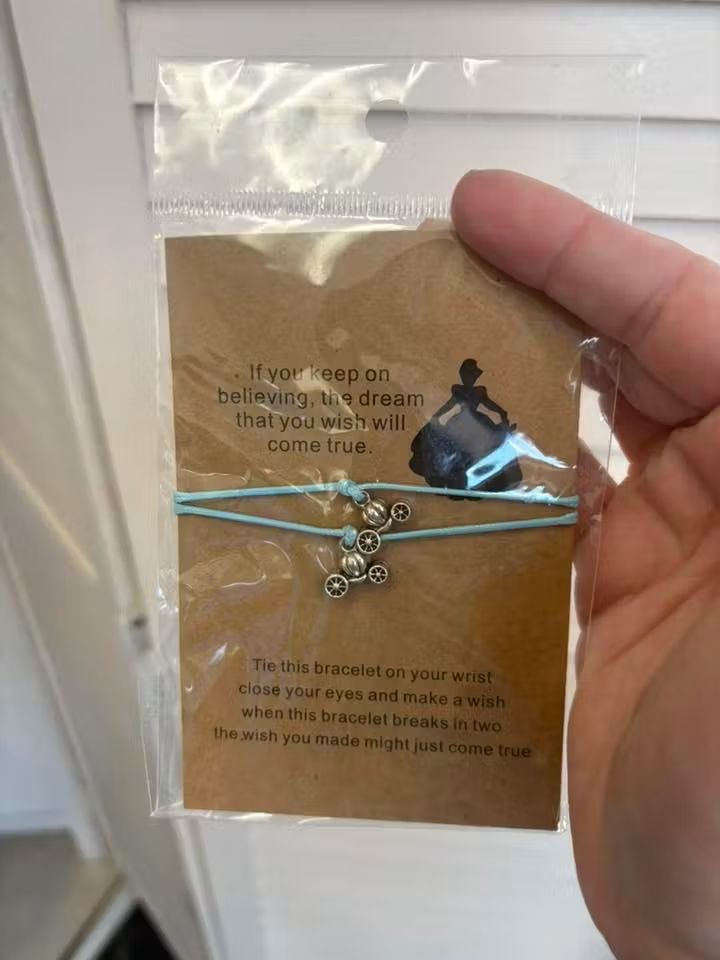 If you keep on
believing, the dream
that you wish will
come true.
Tie this bracelet on your wrist
close your eyes and make a wish
when this bracelet breaks in two
the wish you made might just come true